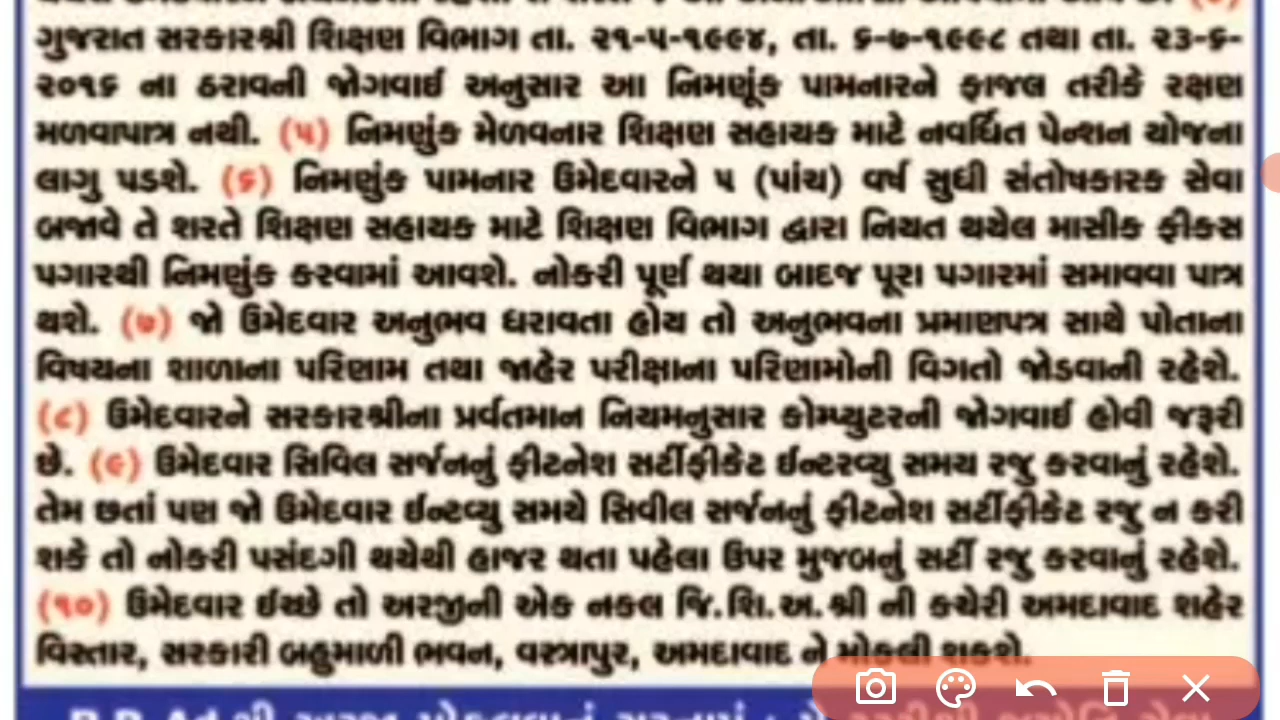 ગુજરાત સરકારશ્રી શિક્ષણ વિભાગ તા. ૨૧-૫-૧૯૯૪, તા. ૬-૭-૧૯૯૮ તથા તા. ૨૩-૬-
૨૦૧૬ ના ઠરાવની જોગવાઈ અનુસાર આ નિમણૂંક પામનારને ફાજલ તરીકે રક્ષણ
મળવાપાત્ર નથી. (૫) નિમણુંક મેળવનાર શિક્ષણ સહાયક માટે નવર્ધિત પેન્શન યોજના
લાગુ પડશે. (૬) નિમણુંક પામનાર ઉમેદવારને ૫ (પાંચ) વર્ષ સુધી સંતોષકારક સેવા
બજાવે તે શરતે શિક્ષણ સહાયક માટે શિક્ષણ વિભાગ દ્વારા નિયત થયેલ માસીક ફીકસ
પગારથી નિમણુંક કરવામાં આવશે. નોકરી પૂર્ણ થયા બાદજ પૂરા પગારમાં સમાવવા પાત્ર
થશે. (૭) જો ઉમેદવાર અનુભવ ધરાવતા હોય તો અનુભવના પ્રમાણપત્ર સાથે પોતાના
વિષયના શાળાના પરિણામ તથા જાહેર પરીક્ષાના પરિણામોની વિગતો જોડવાની રહેશે.
(૮) ઉમેદવારને સરકારશ્રીના પ્રર્વતમાન નિયમનુસાર કોમ્પ્યુટરની જોગવાઈ હોવી જરૂરી
છે. (૯) ઉમેદવાર સિવિલ સર્જનનું ફીટનેશ સર્ટીફીકેટ ઈન્ટરવ્યુ સમય રજુ કરવાનું રહેશે.
તેમ છતાં પણ જો ઉમેદવાર ઈન્ટવ્યુ સમયે સિવીલ સર્જનનું ફીટનેશ સર્ટીફીકેટ રજુ ન કરી
શકે તો નોકરી પસંદગી થયેથી હાજર થતા પહેલા ઉપર મુજબનું સર્ટી રજુ કરવાનું રહેશે.
(૧૦) ઉમેદવાર ઈચ્છે તો અરજીની એક નકલ જિ.શિ.અ.શ્રી ની કચેરી અમદાવાદ શહેર
વિસ્તાર, સરકારી બહુમાળી ભવન, વસ્ત્રાપુર, અમદાવાદ ને મોકલી શકશે.